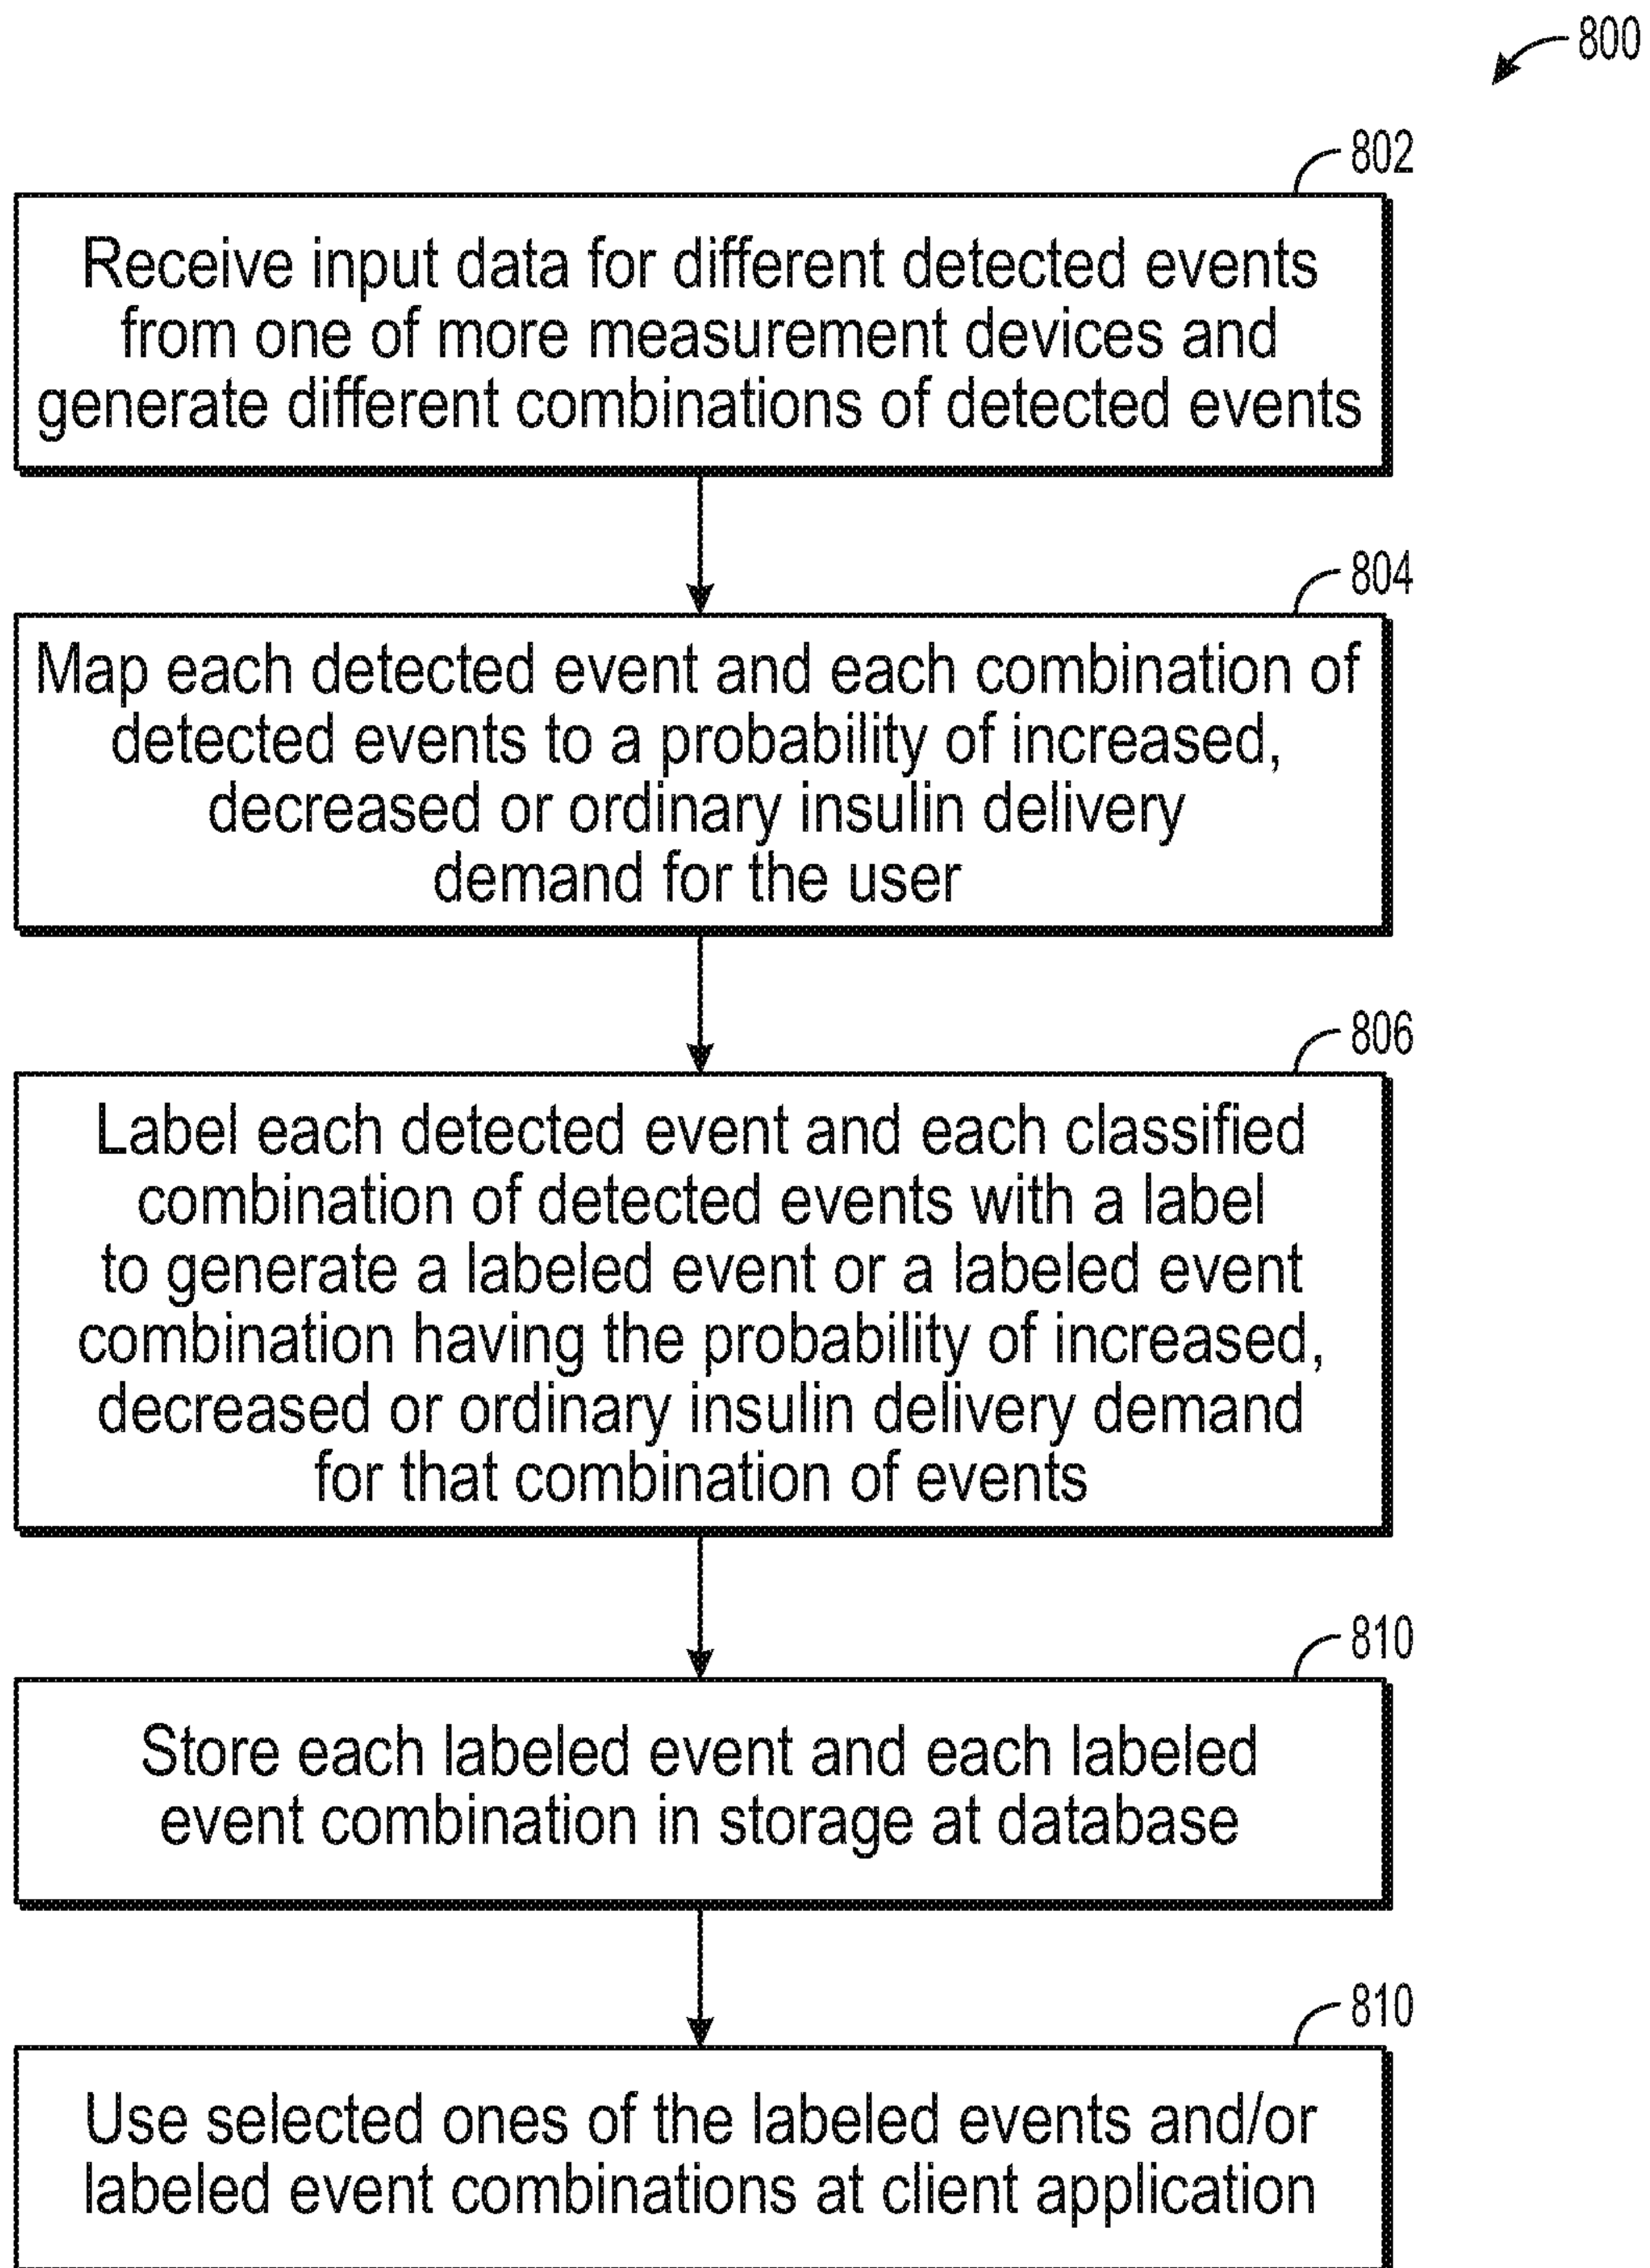 800
802
Receive input data for different detected events
from one of more measurement devices and
generate different combinations of detected events
804
Map each detected event and each combination of
detected events to a probability of increased,
decreased or ordinary insulin delivery
demand for the user
806
Label each detected event and each classified
combination of detected events with a label
to generate a labeled event or a labeled event
combination having the probability of increased,
decreased or ordinary insulin delivery demand
for that combination of events
810
Store each labeled event and each labeled
event combination in storage at database
810
Use selected ones of the labeled events and/or
labeled event combinations at client application